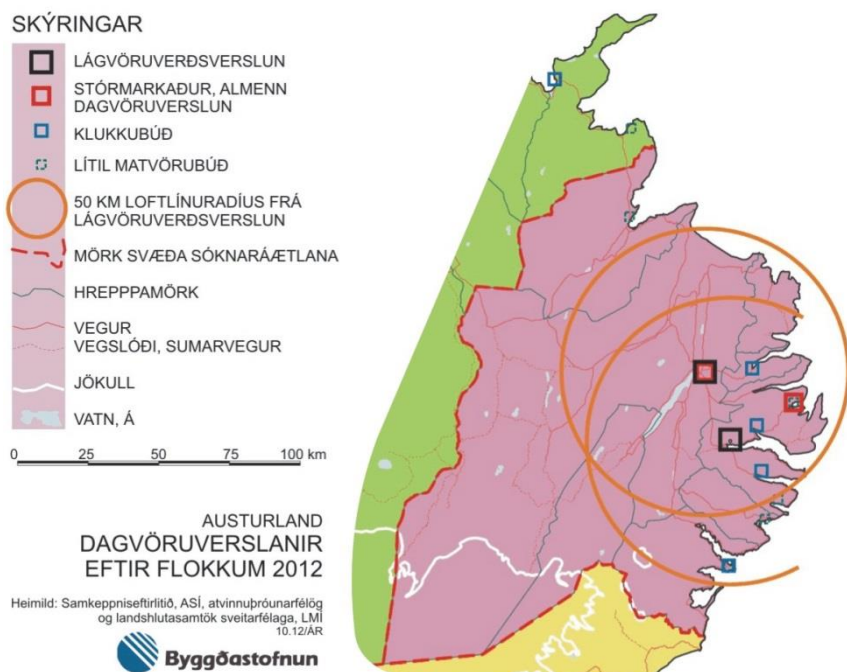 SKÝRINGAR
LÁGVÖRUVERÐSVERSLUN
STÓRMARKAÐUR, ALMENN
DAGVÖRUVERSLUN
KLUKKUBÚÐ
LÍTIL MATVÖRUBÚÐ
50 KM LOFTLÍNURADÍUS FRÁ
LÁGVÖRUVERÐSVERSLUN
MÖRK SVÆÐA SÓKNARÁÆTLANA
HREPPPAMÖRK
VEGUR
VEGSLÓÐI, SUMARVEGUR
JÖKULL
VATN, Á
0 25 50 75 100 km
AUSTURLAND
DAGVÖRUVERSLANIR
EFTIR FLOKKUM 2012
Heimild: Samkeppniseftirlitið, ASÍ, atvinnuþróunarfélög
og landshlutasamtök sveitarfélaga, LMÍ
10.12/ÁR
Byggðastofnun